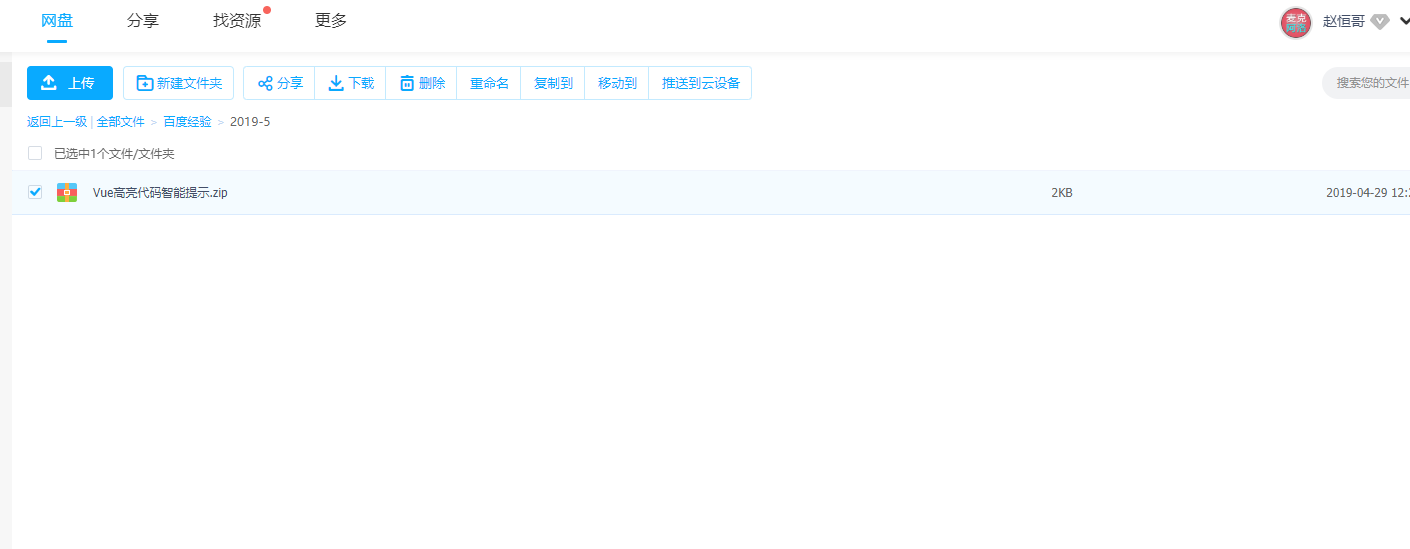 网盘 分享 找资源 更多 麦克 赵恒哥
上传 新建文件夹 分享 下载 删除 重命名 复制到 移动到 推送到云设备 搜索您的文件
返回上一级 | 全部文件 > 百度经验 > 2019-5
已选中1个文件/文件夹
Vue高亮代码智能提示.zip 2KB 2019-04-29 12: